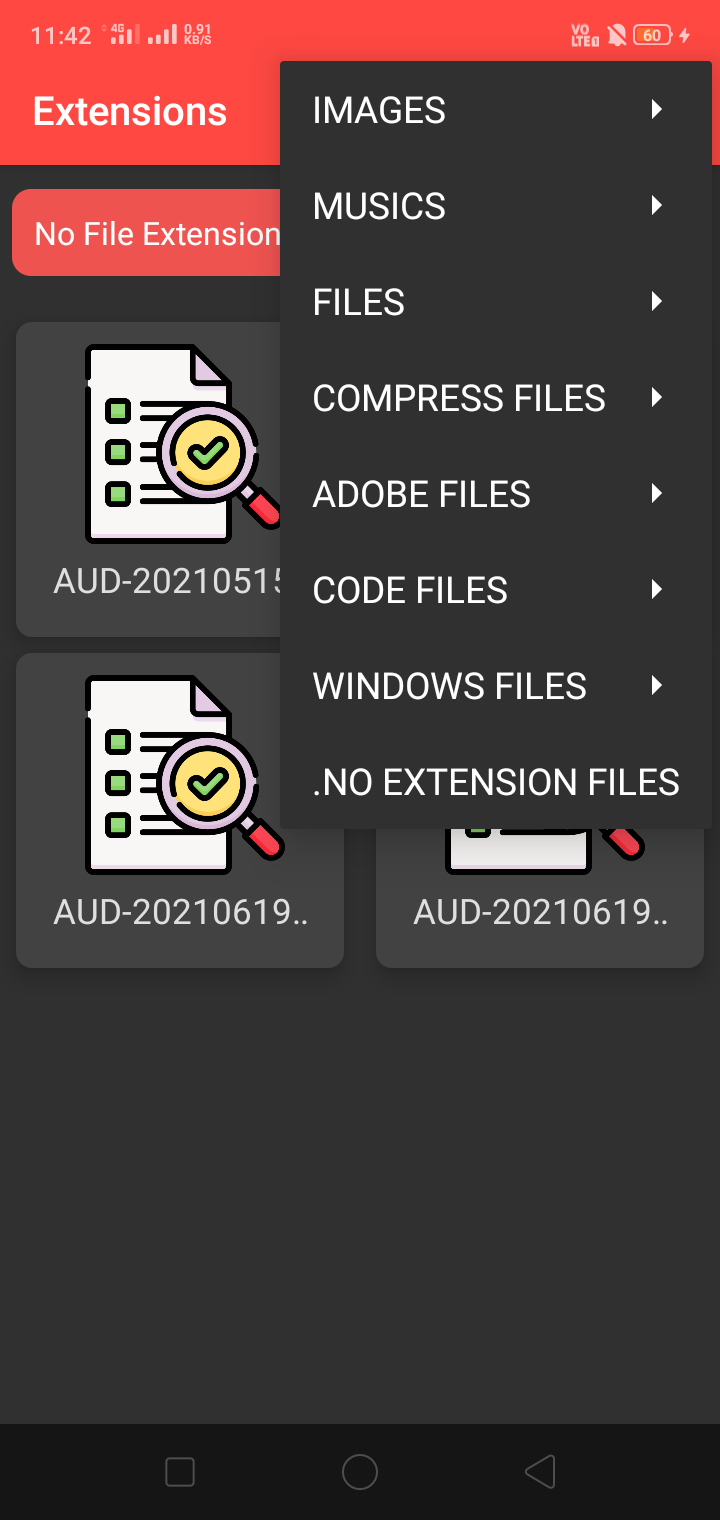 11:42 4G 0.91 KB/S VO LTE1 60
Extensions
IMAGES
MUSICS
No File Extension
FILES
COMPRESS FILES
ADOBE FILES
AUD-20210515
CODE FILES
WINDOWS FILES
.NO EXTENSION FILES
AUD-20210619..
AUD-20210619..